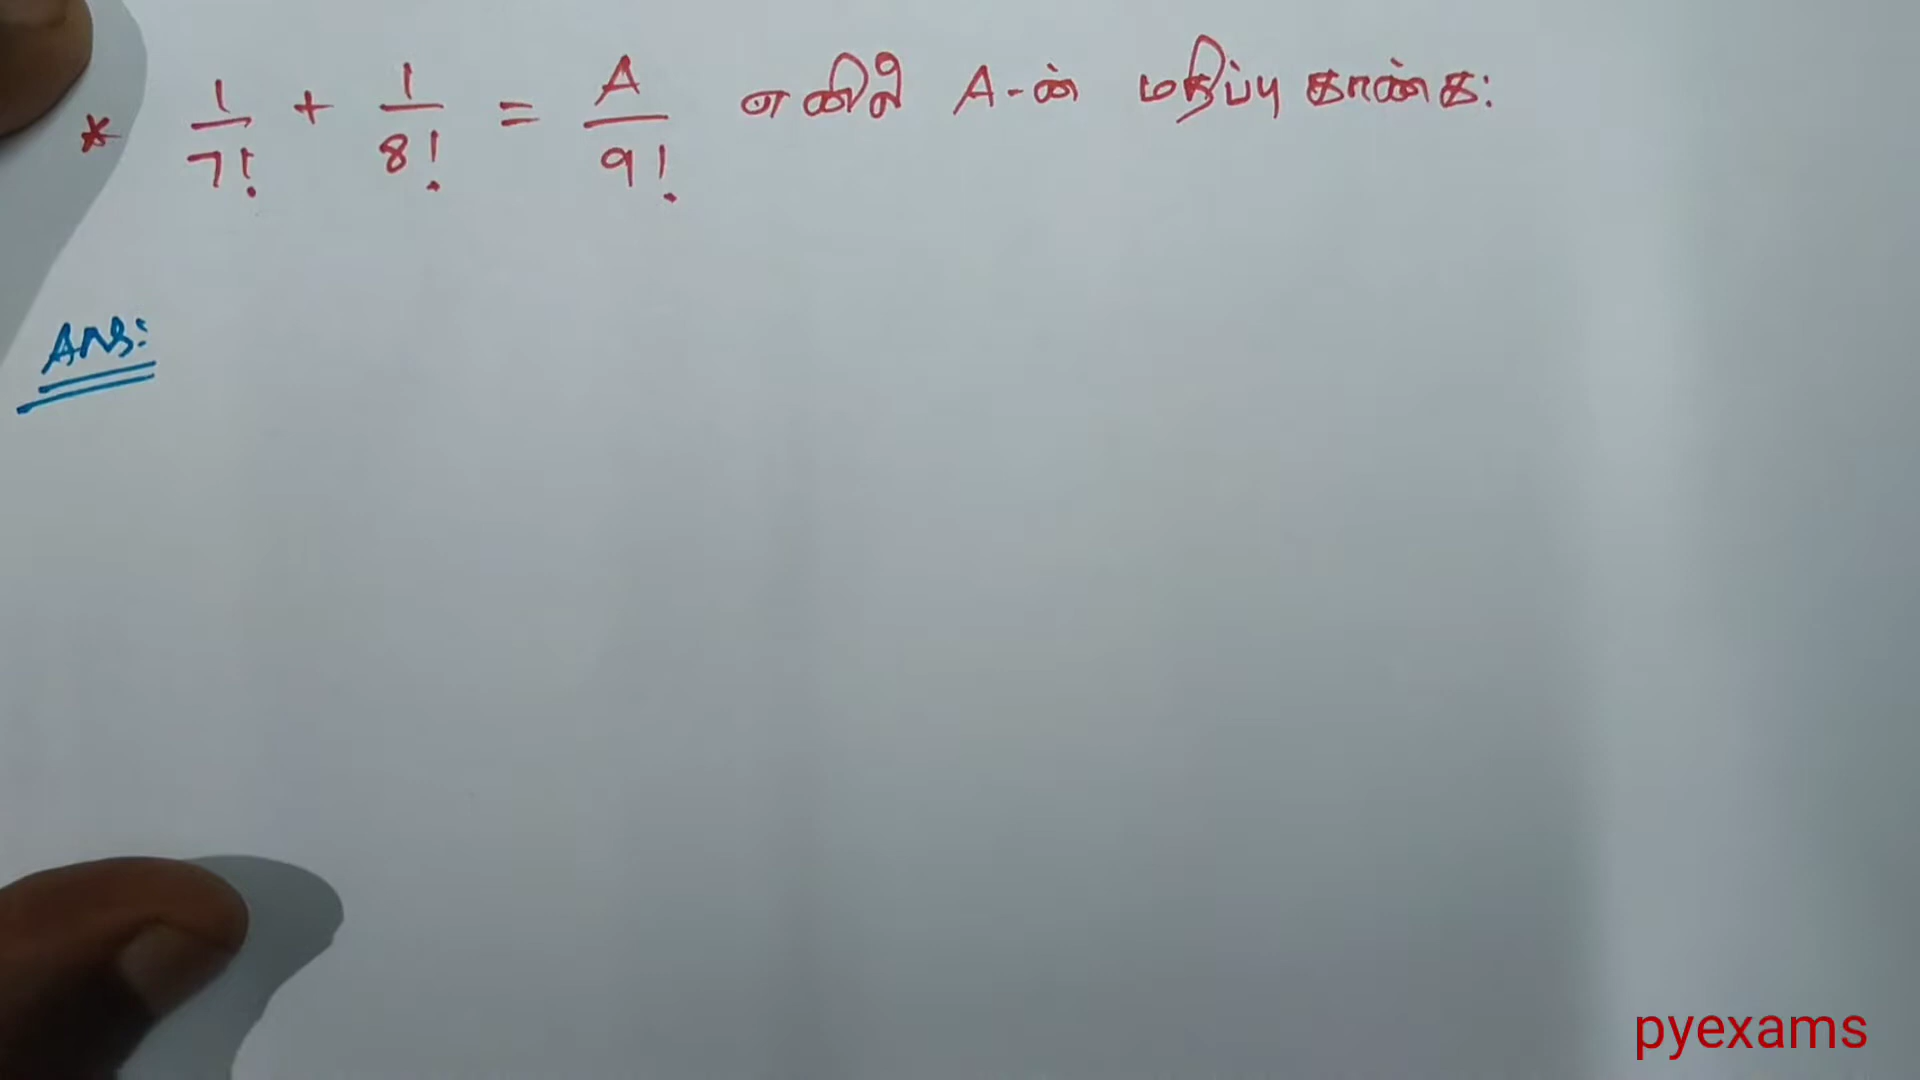 * 1/7! + 1/8! = A/9! எனில் A-ன் மதிப்பு காண்க:
Ans:
pyexams